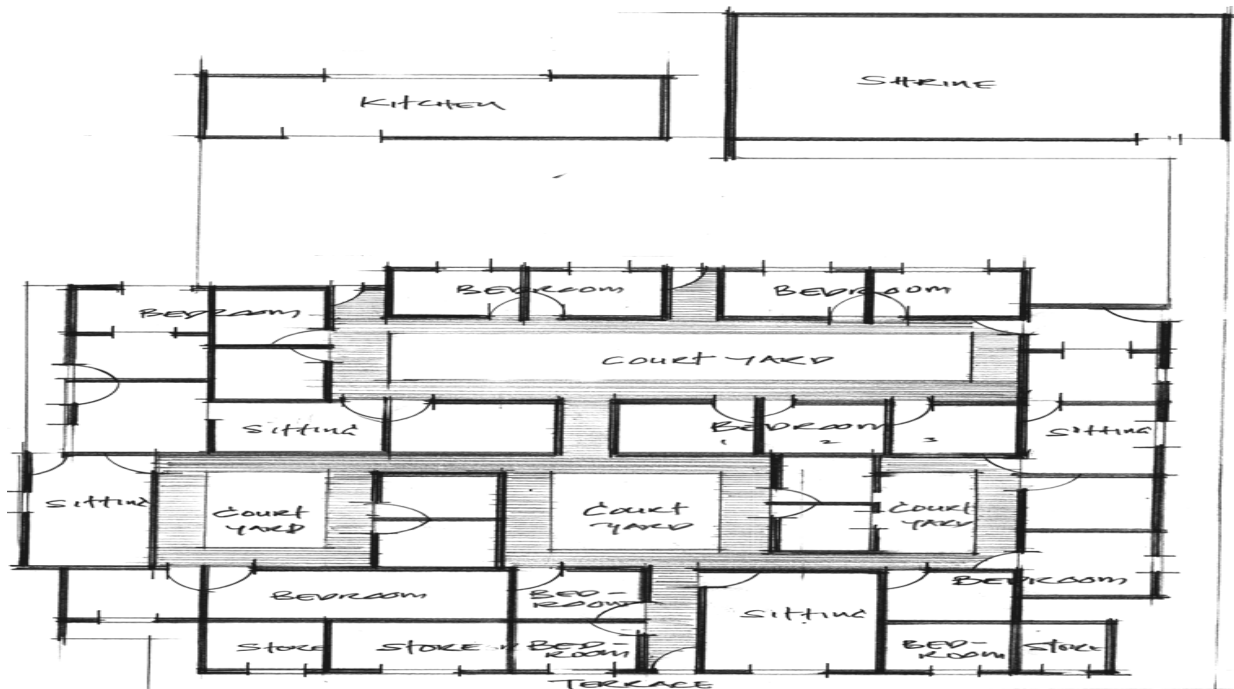 SHRINE
KITCHEN
BEDROOM
BEDROOM
BEDROOM
COURT YARD
SITTING
BEDROOM
1 2 3
SITTING
SITTING
COURT
YARD
COURT
YARD
COURT
YARD
BEDROOM
BED-
ROOM
BEDROOM
SITTING
STORE
STORE
BED-
ROOM
BED-
ROOM
STORE
TERRACE